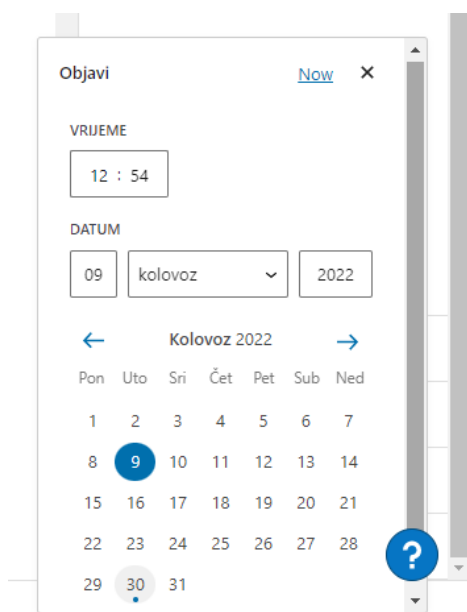 Objavi Now ×
VRIJEME
12 : 54
DATUM
09 kolovoz 2022
← Kolovoz 2022 →
Pon Uto Sri Čet Pet Sub Ned
1 2 3 4 5 6 7
8 9 10 11 12 13 14
15 16 17 18 19 20 21
22 23 24 25 26 27 28
?
29 30 31